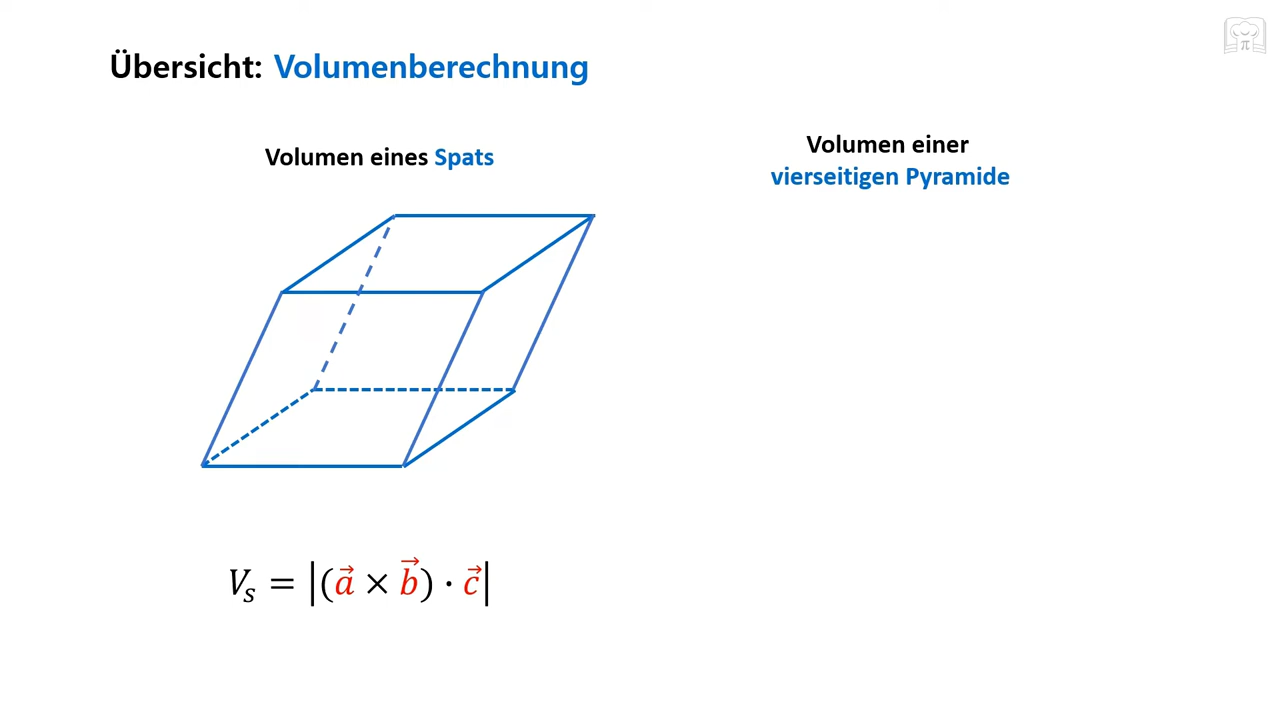 Übersicht: Volumenberechnung
Volumen eines Spats
Volumen einer
vierseitigen Pyramide
V_s = |(a⃗ × b⃗) · c⃗|
π